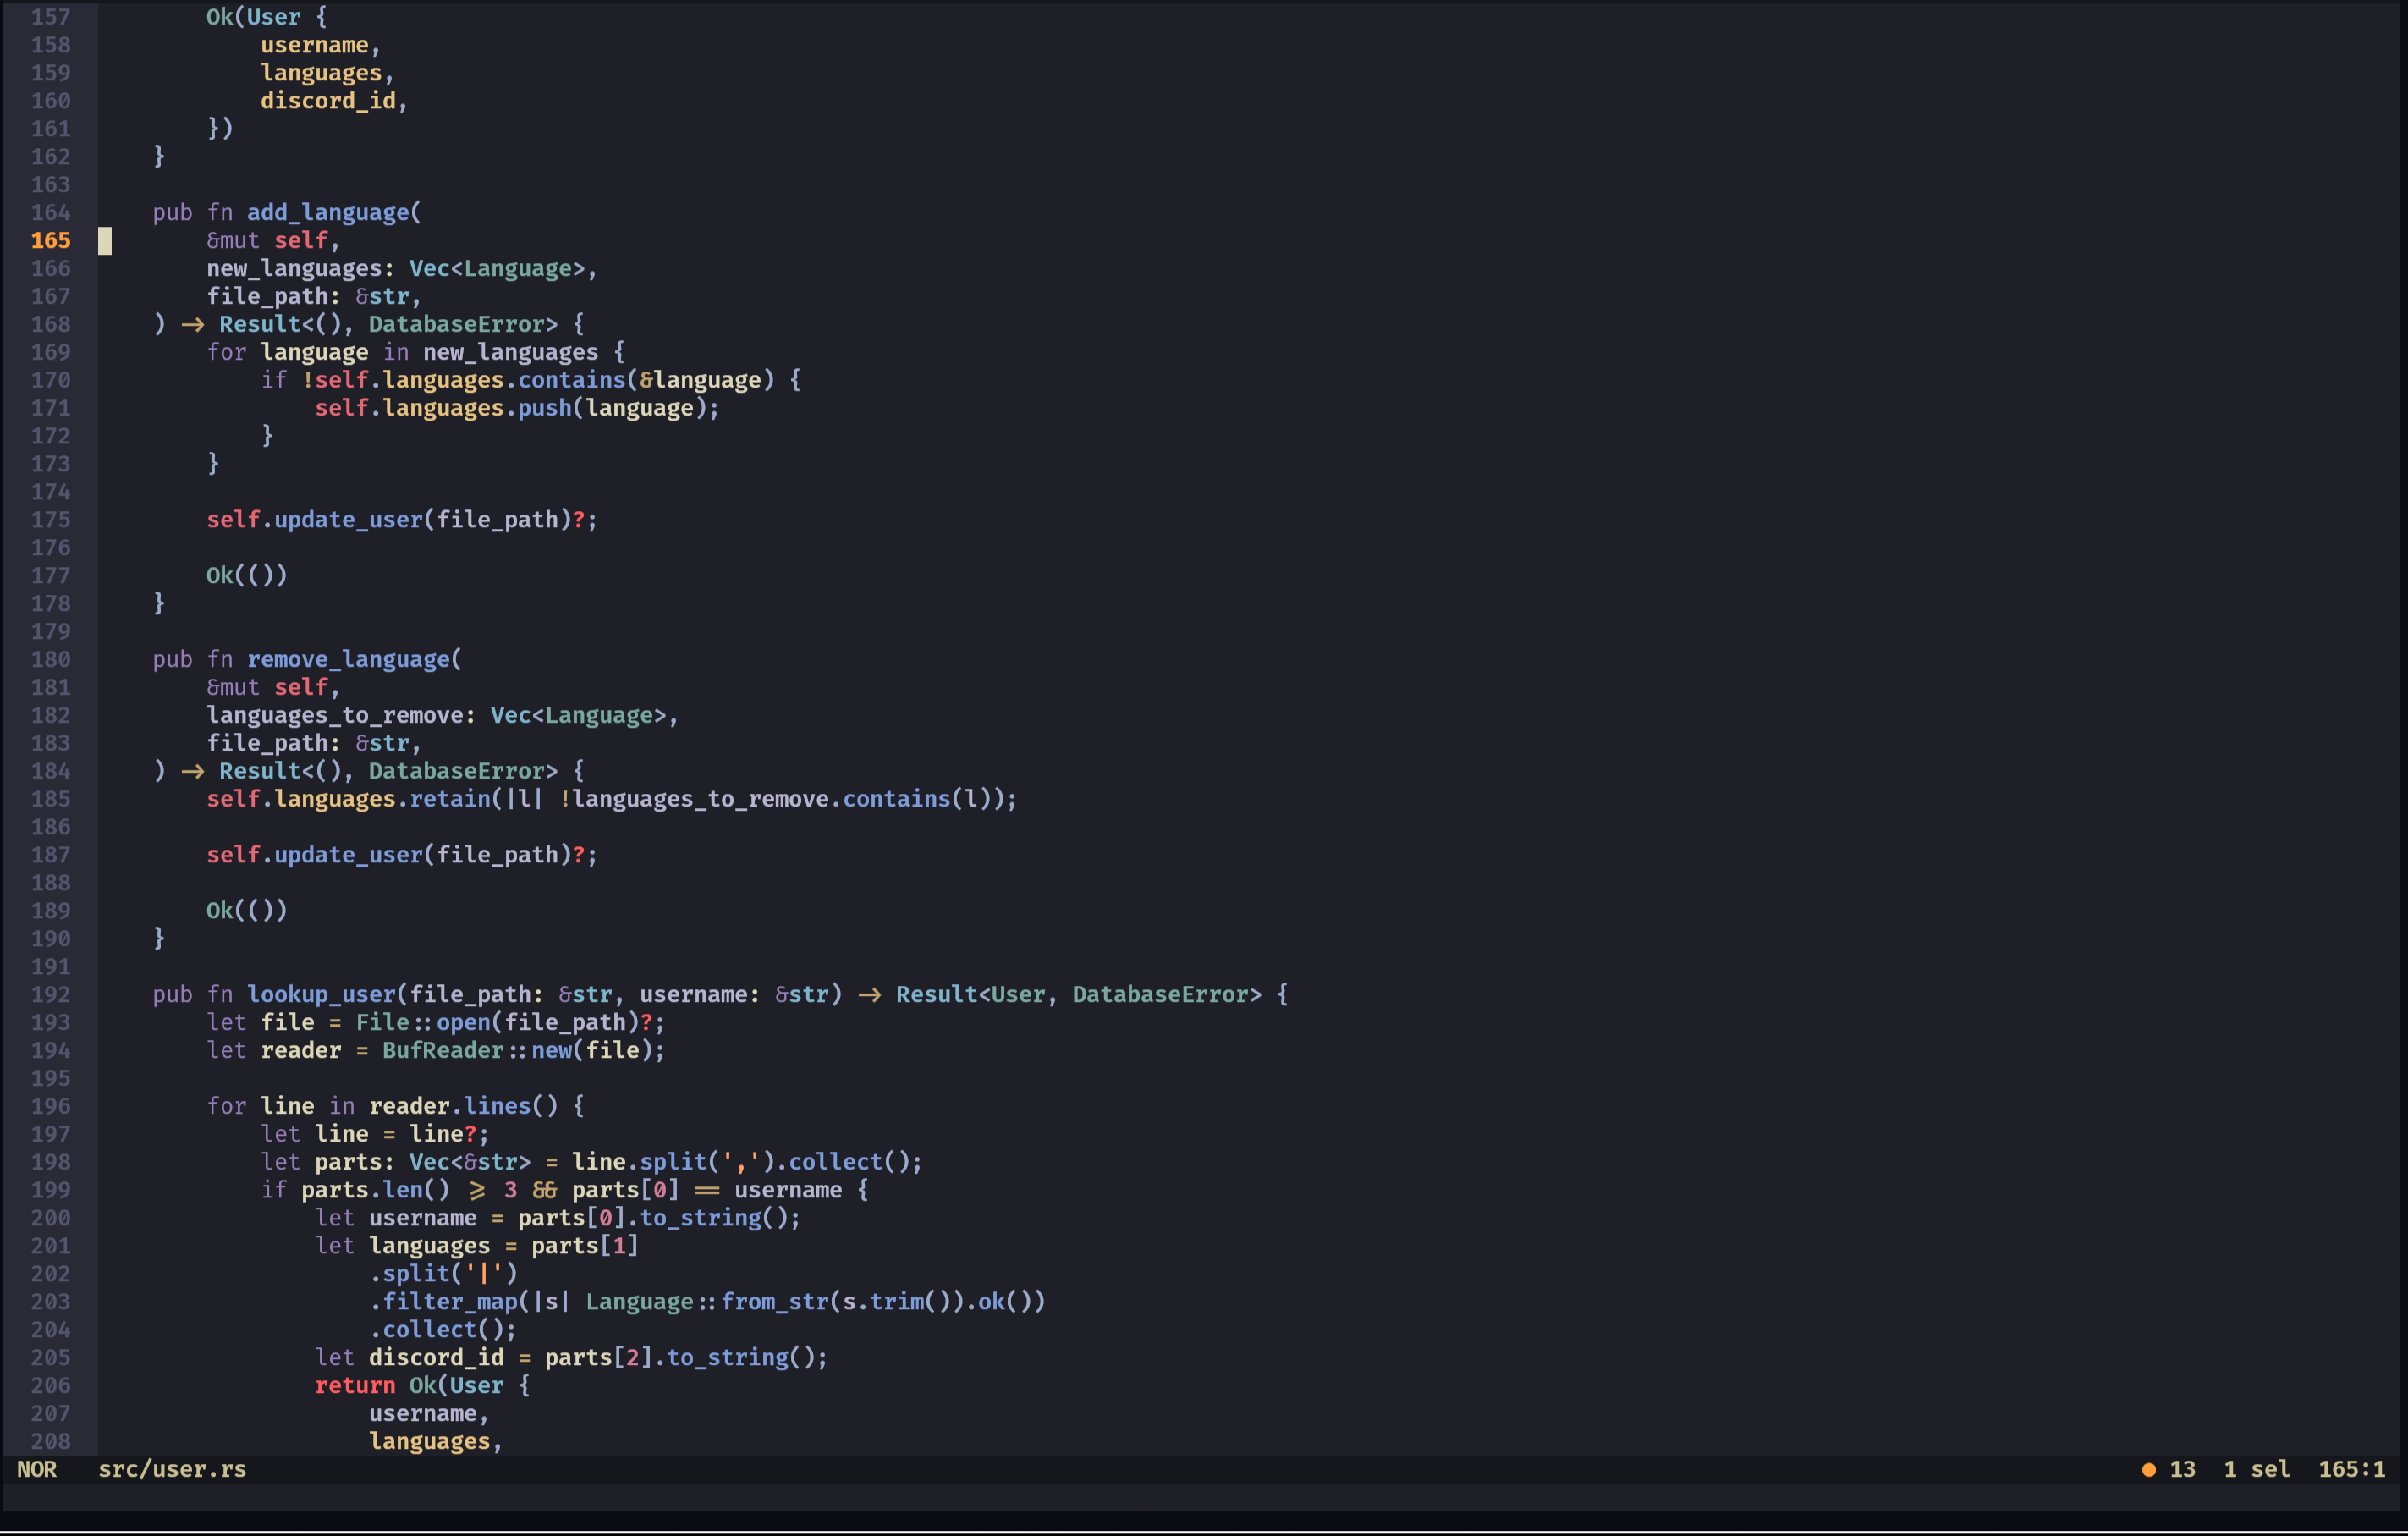 157         Ok(User {
158             username,
159             languages,
160             discord_id,
161         })
162     }
163
164     pub fn add_language(
165         &mut self,
166         new_languages: Vec<Language>,
167         file_path: &str,
168     ) -> Result<(), DatabaseError> {
169         for language in new_languages {
170             if !self.languages.contains(&language) {
171                 self.languages.push(language);
172             }
173         }
174
175         self.update_user(file_path)?;
176
177         Ok(())
178     }
179
180     pub fn remove_language(
181         &mut self,
182         languages_to_remove: Vec<Language>,
183         file_path: &str,
184     ) -> Result<(), DatabaseError> {
185         self.languages.retain(|l| !languages_to_remove.contains(l));
186
187         self.update_user(file_path)?;
188
189         Ok(())
190     }
191
192     pub fn lookup_user(file_path: &str, username: &str) -> Result<User, DatabaseError> {
193         let file = File::open(file_path)?;
194         let reader = BufReader::new(file);
195
196         for line in reader.lines() {
197             let line = line?;
198             let parts: Vec<&str> = line.split(',').collect();
199             if parts.len() >= 3 && parts[0] == username {
200                 let username = parts[0].to_string();
201                 let languages = parts[1]
202                     .split('|')
203                     .filter_map(|s| Language::from_str(s.trim()).ok())
204                     .collect();
205                 let discord_id = parts[2].to_string();
206                 return Ok(User {
207                     username,
208                     languages,
NOR   src/user.rs   ● 13  1 sel  165:1